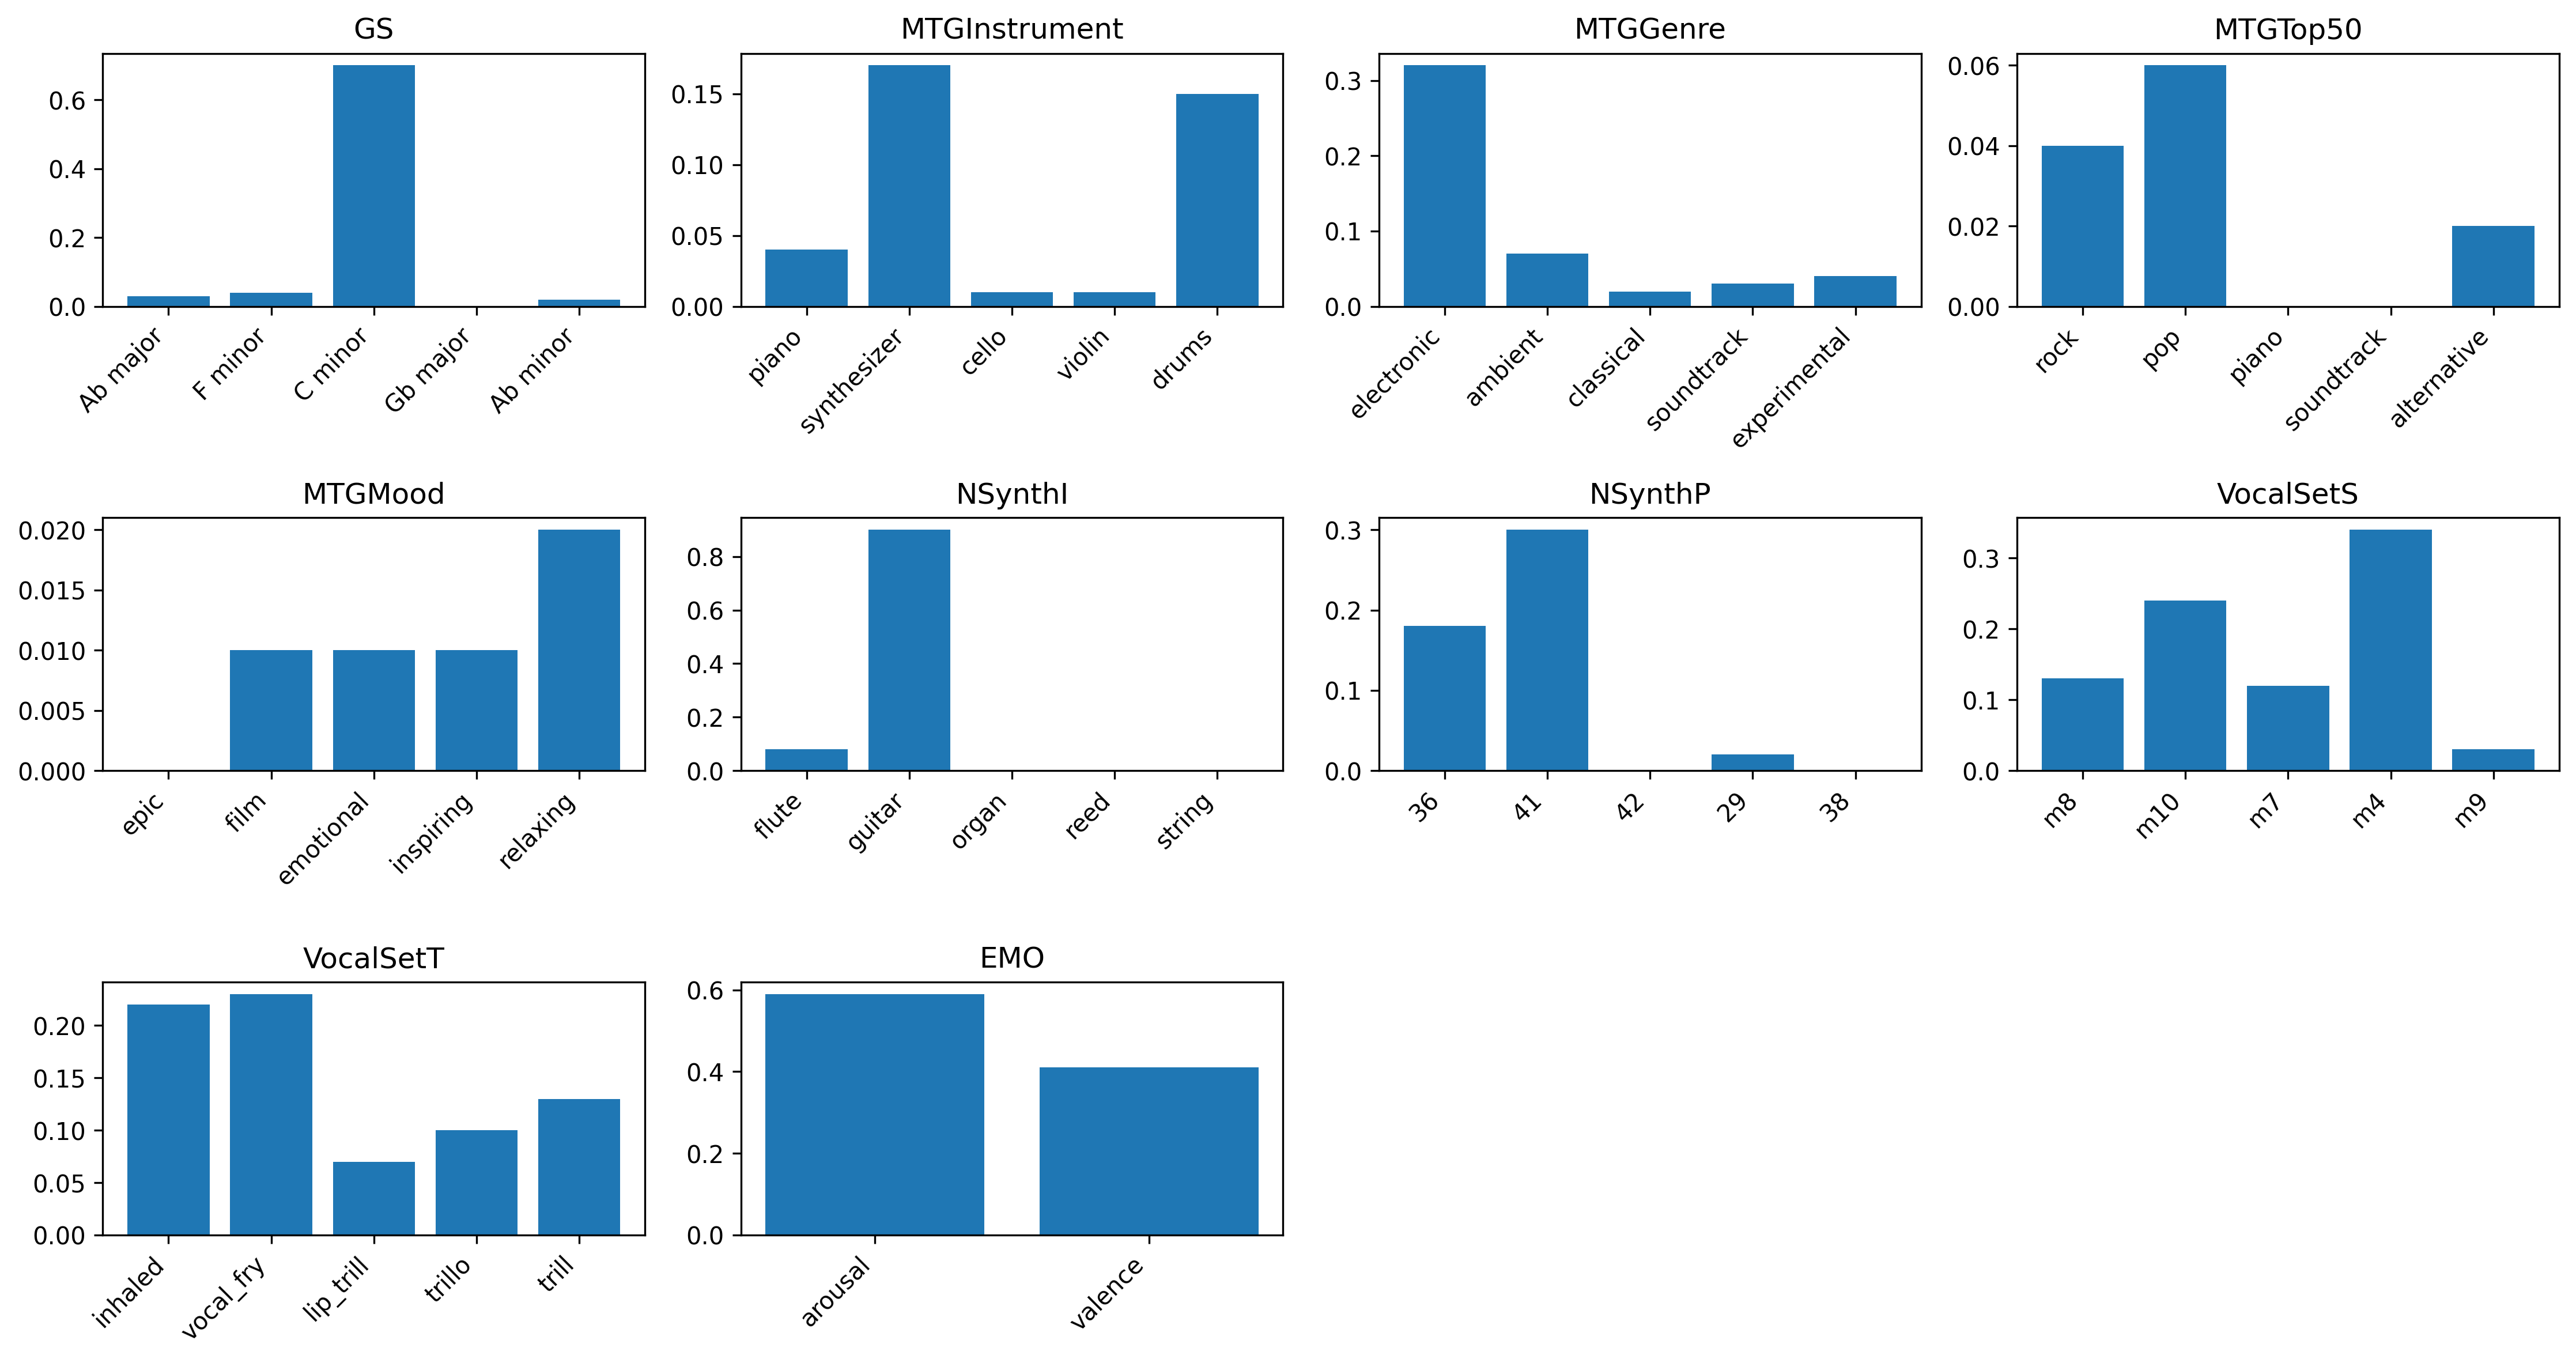 GS
0.6
0.4
0.2
0.0
Ab major
F minor
C minor
Gb major
Ab minor
MTGInstrument
0.15
0.10
0.05
0.00
piano
synthesizer
cello
violin
drums
MTGGenre
0.3
0.2
0.1
0.0
electronic
ambient
classical
soundtrack
experimental
MTGTop50
0.06
0.04
0.02
0.00
rock
pop
piano
soundtrack
alternative
MTGMood
0.020
0.015
0.010
0.005
0.000
epic
film
emotional
inspiring
relaxing
NSynthI
0.8
0.6
0.4
0.2
0.0
flute
guitar
organ
reed
string
NSynthP
0.3
0.2
0.1
0.0
36
41
42
29
38
VocalSetS
0.3
0.2
0.1
0.0
m8
m10
m7
m4
m9
VocalSetT
0.20
0.15
0.10
0.05
0.00
inhaled
vocal_fry
lip_trill
trillo
trill
EMO
0.6
0.4
0.2
0.0
arousal
valence